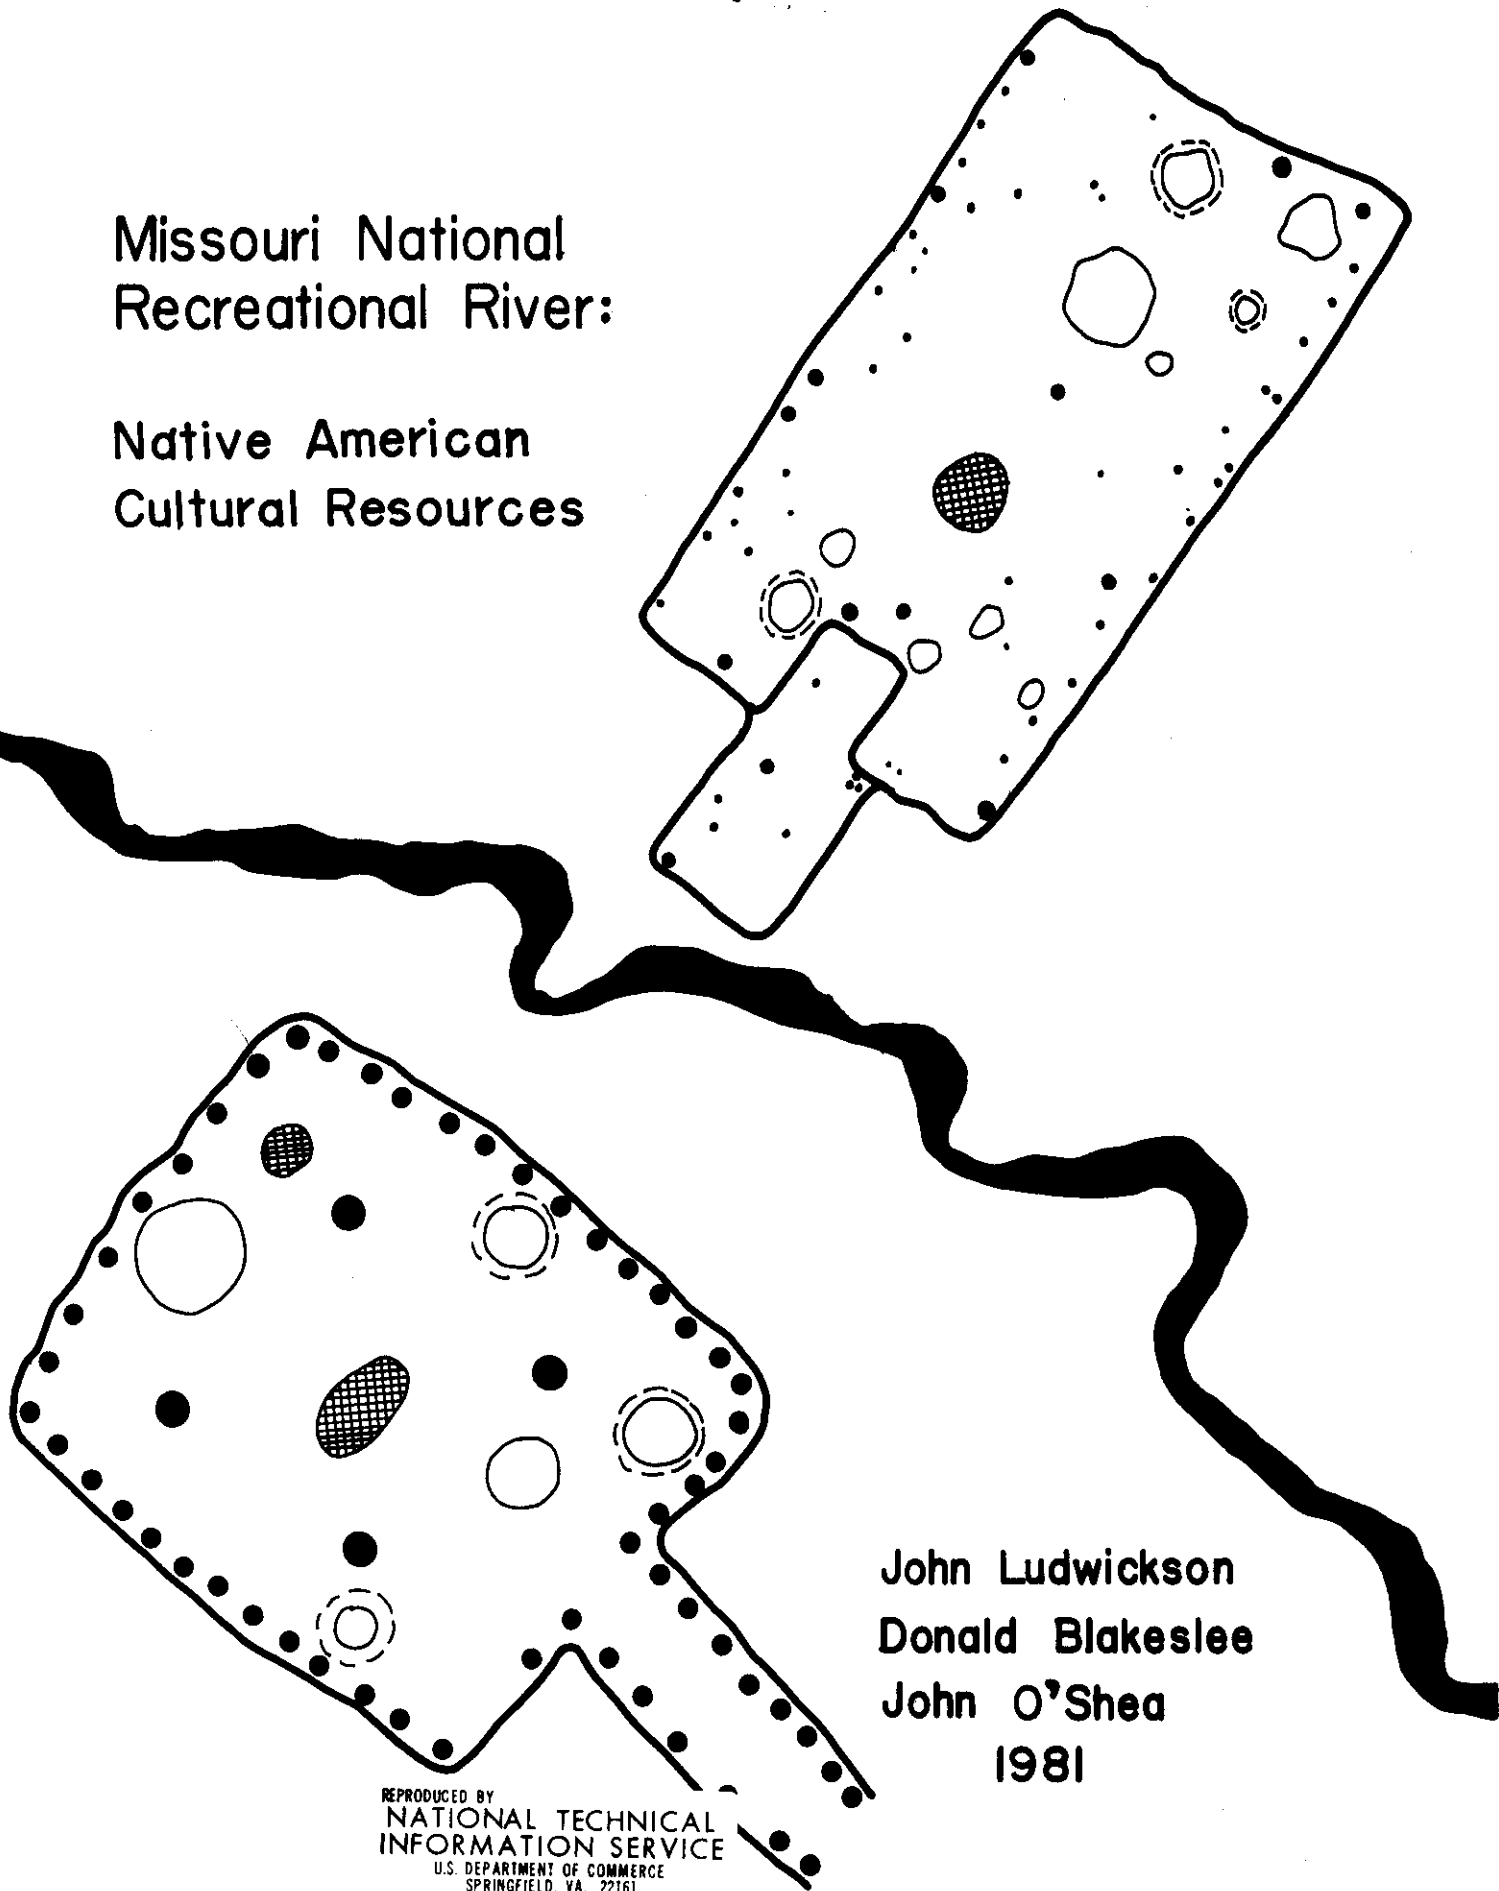 Missouri National
Recreational River:
Native American
Cultural Resources
John Ludwickson
Donald Blakeslee
John O'Shea
1981
REPRODUCED BY
NATIONAL TECHNICAL
INFORMATION SERVICE
U.S. DEPARTMENT OF COMMERCE
SPRINGFIELD, VA. 22161